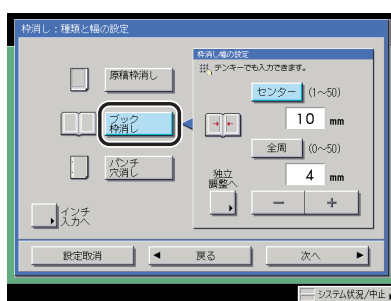 枠消し：種類と幅の設定
原稿枠消し
ブック
枠消し
パンチ
穴消し
インチ
入力へ
枠消し幅の設定
テンキーでも入力できます。
センター (1～50)
10 mm
全周 (0～50)
4 mm
独立
調整へ
－ ＋
設定取消
◀ 戻る
次へ ▶
システム状況/中止